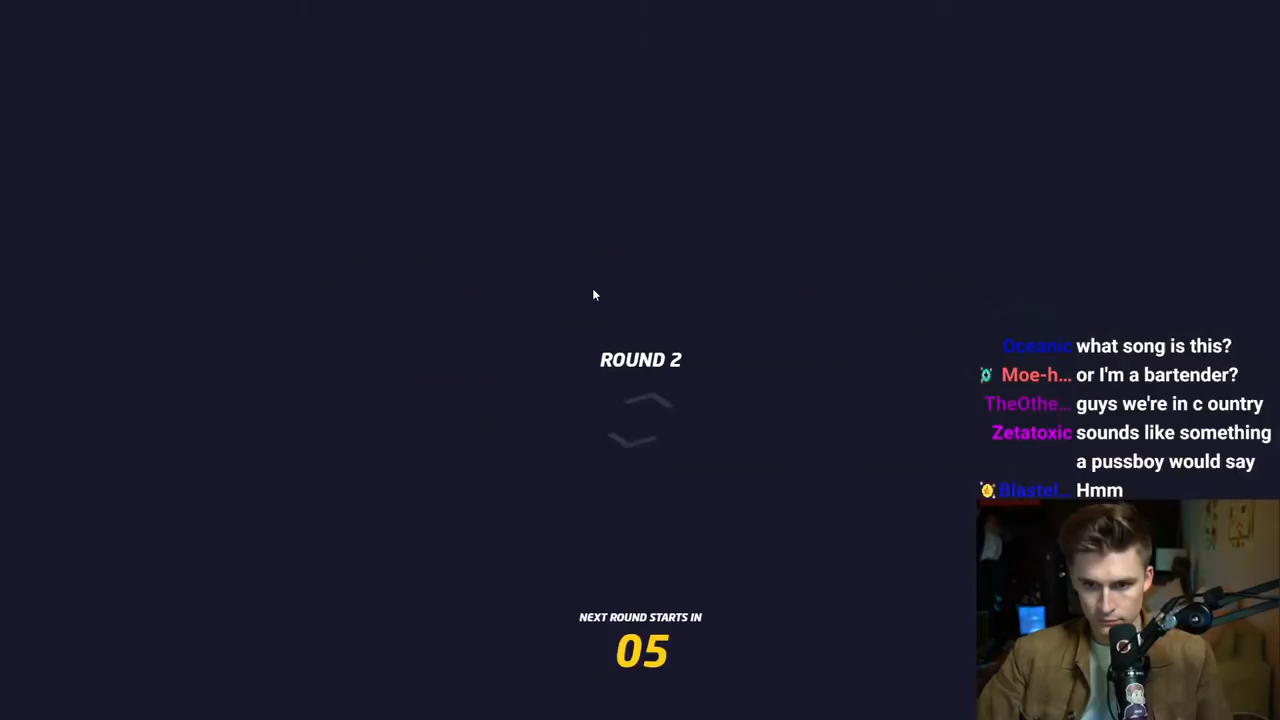 Oceanic what song is this?
Moe-h... or I'm a bartender?
ROUND 2
TheOthe... guys we're in c ountry
Zetatoxic sounds like something
a pussboy would say
Blastel... Hmm
NEXT ROUND STARTS IN
05